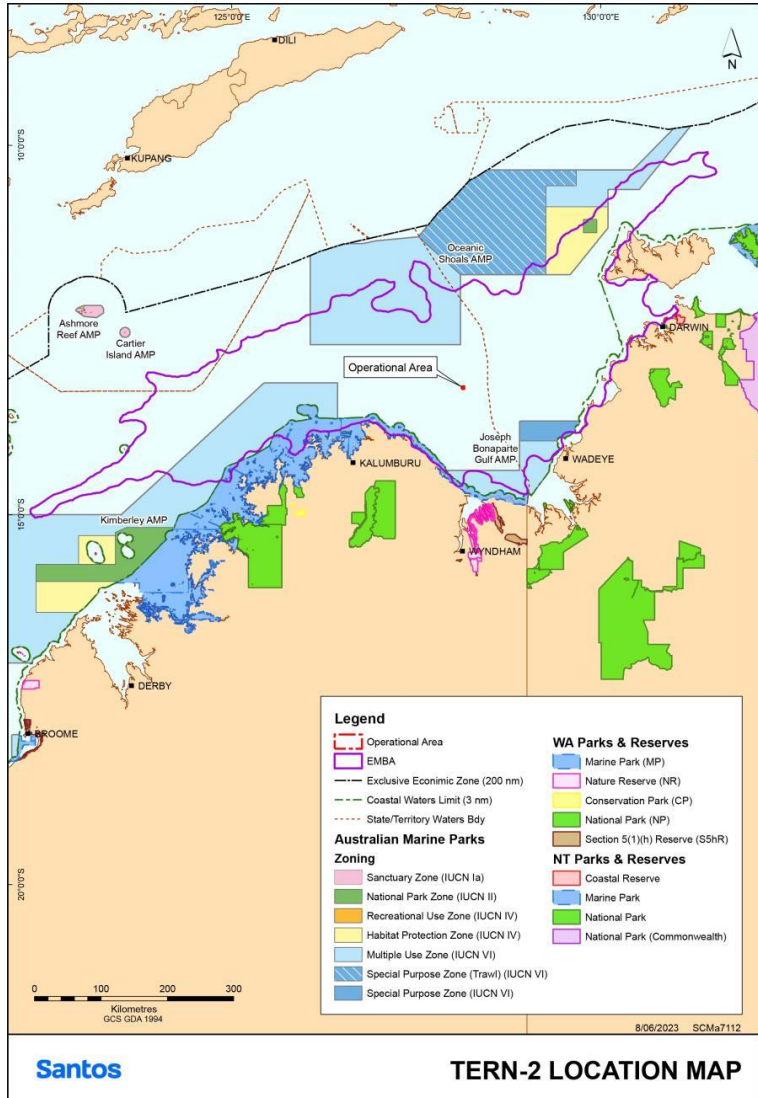 125°0'0"E
130°0'0"E
DILI
N
10°0'0"S
KUPANG
Oceanic
Shoals AMP
Ashmore
Reef AMP
Cartier
Island AMP
DARWIN
Operational Area
Joseph
Bonaparte
Gulf AMP
WADEYE
KALUMBURU
15°0'0"S
Kimberley AMP
WYNDHAM
DERBY
BROOME
20°0'0"S
Legend
Operational Area
EMBA
Exclusive Econimic Zone (200 nm)
Coastal Waters Limit (3 nm)
State/Territory Waters Bdy
Australian Marine Parks
Zoning
Sanctuary Zone (IUCN Ia)
National Park Zone (IUCN II)
Recreational Use Zone (IUCN IV)
Habitat Protection Zone (IUCN IV)
Multiple Use Zone (IUCN VI)
Special Purpose Zone (Trawl) (IUCN VI)
Special Purpose Zone (IUCN VI)
WA Parks & Reserves
Marine Park (MP)
Nature Reserve (NR)
Conservation Park (CP)
National Park (NP)
Section 5(1)(h) Reserve (S5hR)
NT Parks & Reserves
Coastal Reserve
Marine Park
National Park
National Park (Commonwealth)
0 100 200 300
Kilometres
GCS GDA 1994
8/06/2023 SCMa7112
Santos
TERN-2 LOCATION MAP